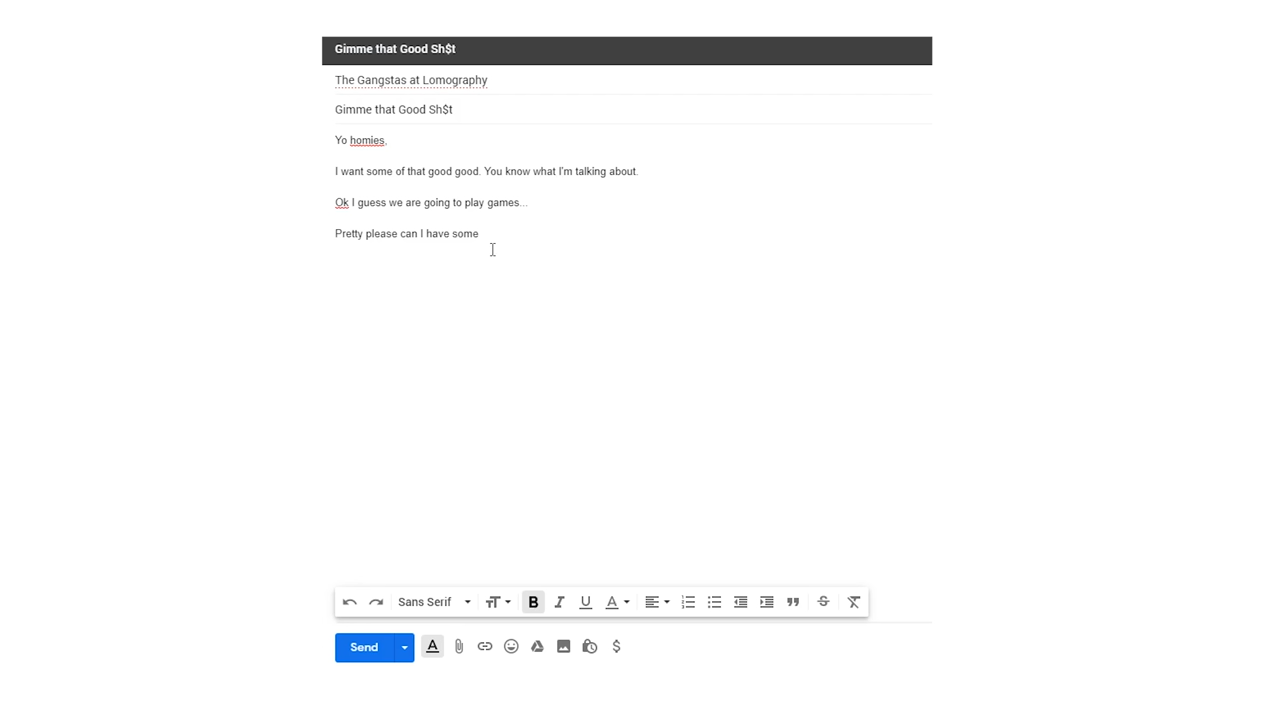 Gimme that Good Sh$t
The Gangstas at Lomography
Gimme that Good Sh$t
Yo homies,
I want some of that good good. You know what I'm talking about.
Ok I guess we are going to play games...
Pretty please can I have some
Sans Serif
Send